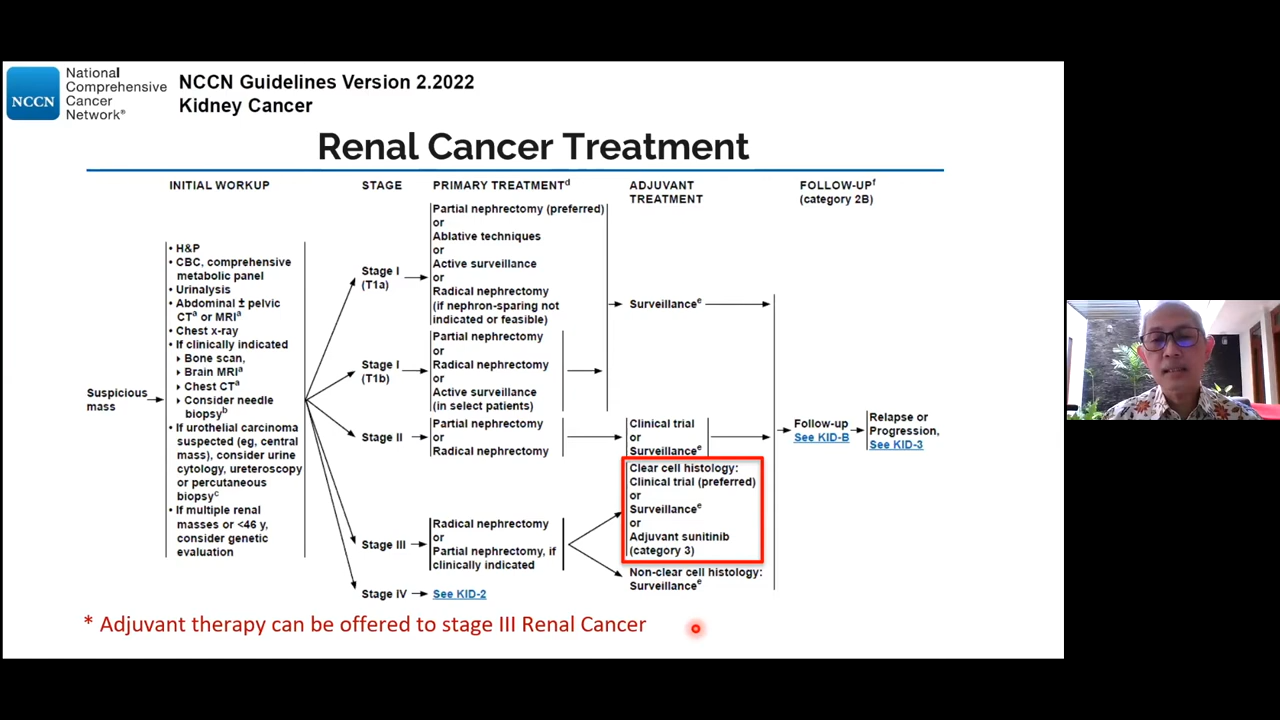 NCCN
National
Comprehensive
Cancer
Network®
NCCN Guidelines Version 2.2022
Kidney Cancer
Renal Cancer Treatment
INITIAL WORKUP
STAGE
PRIMARY TREATMENTd
ADJUVANT
TREATMENT
FOLLOW-UPf
(category 2B)
Suspicious
mass
• H&P
• CBC, comprehensive
metabolic panel
• Urinalysis
• Abdominal ± pelvic
CTa or MRIa
• Chest x-ray
• If clinically indicated
Bone scan,
Brain MRIa
Chest CTa
Consider needle
biopsyb
• If urothelial carcinoma
suspected (eg, central
mass), consider urine
cytology, ureteroscopy
or percutaneous
biopsyc
• If multiple renal
masses or <46 y,
consider genetic
evaluation
Stage I
(T1a)
Partial nephrectomy (preferred)
or
Ablative techniques
or
Active surveillance
or
Radical nephrectomy
(if nephron-sparing not
indicated or feasible)
Surveillancee
Stage I
(T1b)
Partial nephrectomy
or
Radical nephrectomy
or
Active surveillance
(in select patients)
Stage II
Partial nephrectomy
or
Radical nephrectomy
Clinical trial
or
Surveillancee
Stage III
Radical nephrectomy
or
Partial nephrectomy, if
clinically indicated
Clear cell histology:
Clinical trial (preferred)
or
Surveillancee
or
Adjuvant sunitinib
(category 3)
Non-clear cell histology:
Surveillancee
Stage IV
See KID-2
Follow-up
See KID-B
Relapse or
Progression,
See KID-3
* Adjuvant therapy can be offered to stage III Renal Cancer